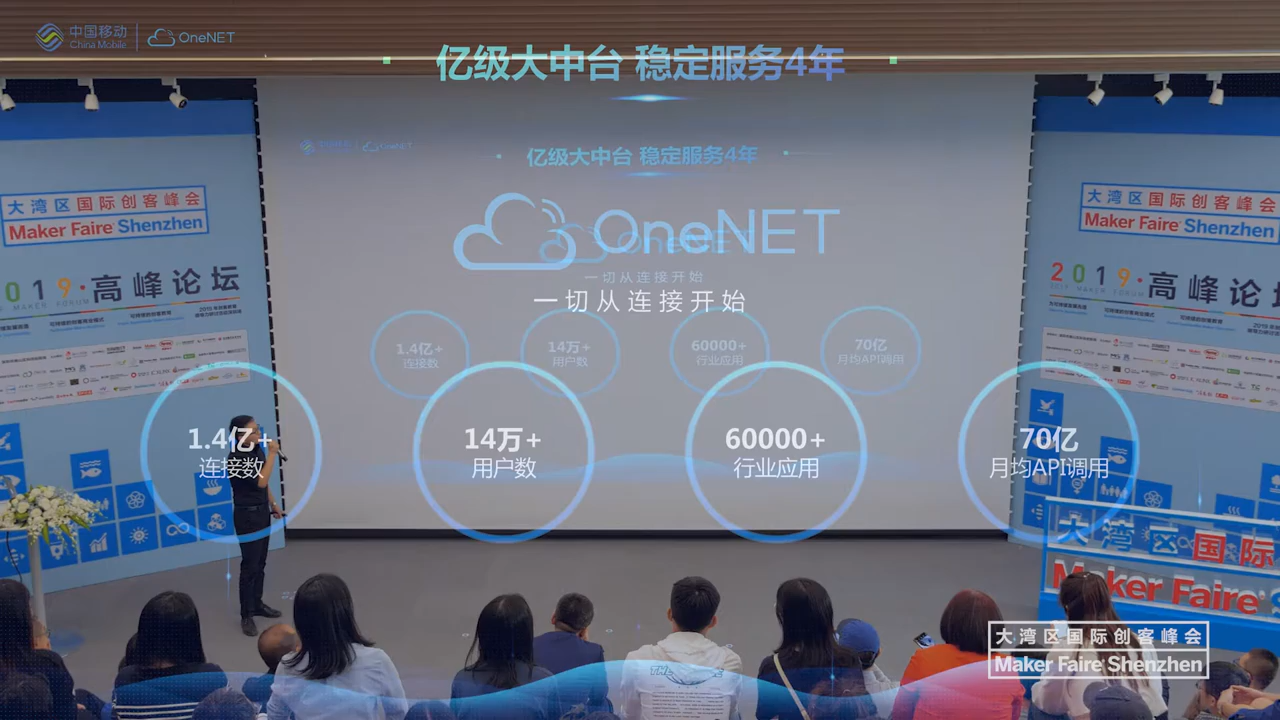 中国移动
China Mobile
OneNET
亿级大中台 稳定服务4年
OneNET
亿级大中台 稳定服务4年
OneNET
OneNET
一切从连接开始
一切从连接开始
1.4亿+
连接数
14万+
用户数
60000+
行业应用
70亿
月均API调用
1.4亿+
连接数
14万+
用户数
60000+
行业应用
70亿
月均API调用
大湾区国际创客峰会
Maker Faire Shenzhen
019·高峰论坛
MAKER FORUM
大湾区国际创客峰会
Maker Faire Shenzhen
2019·高峰论
MAKER FORUM
大湾区国际
Maker Faire
大湾区国际创客峰会
Maker Faire Shenzhen